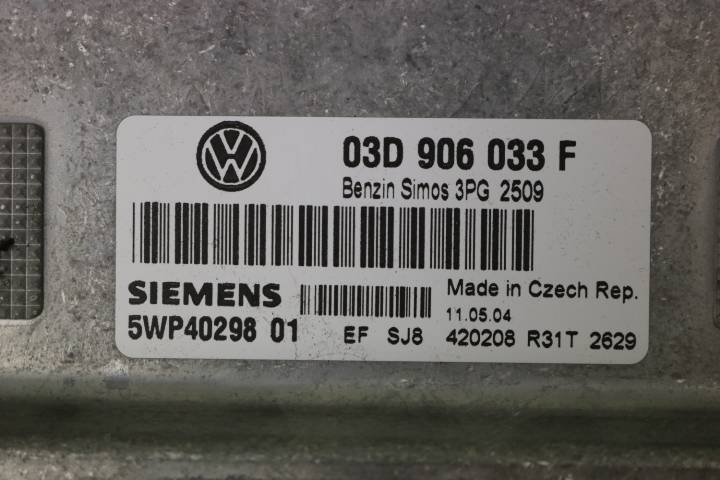 VW
03D 906 033 F
Benzin Simos 3PG 2509
SIEMENS
Made in Czech Rep.
11.05.04
5WP40298 01
EF SJ8 420208 R31T 2629